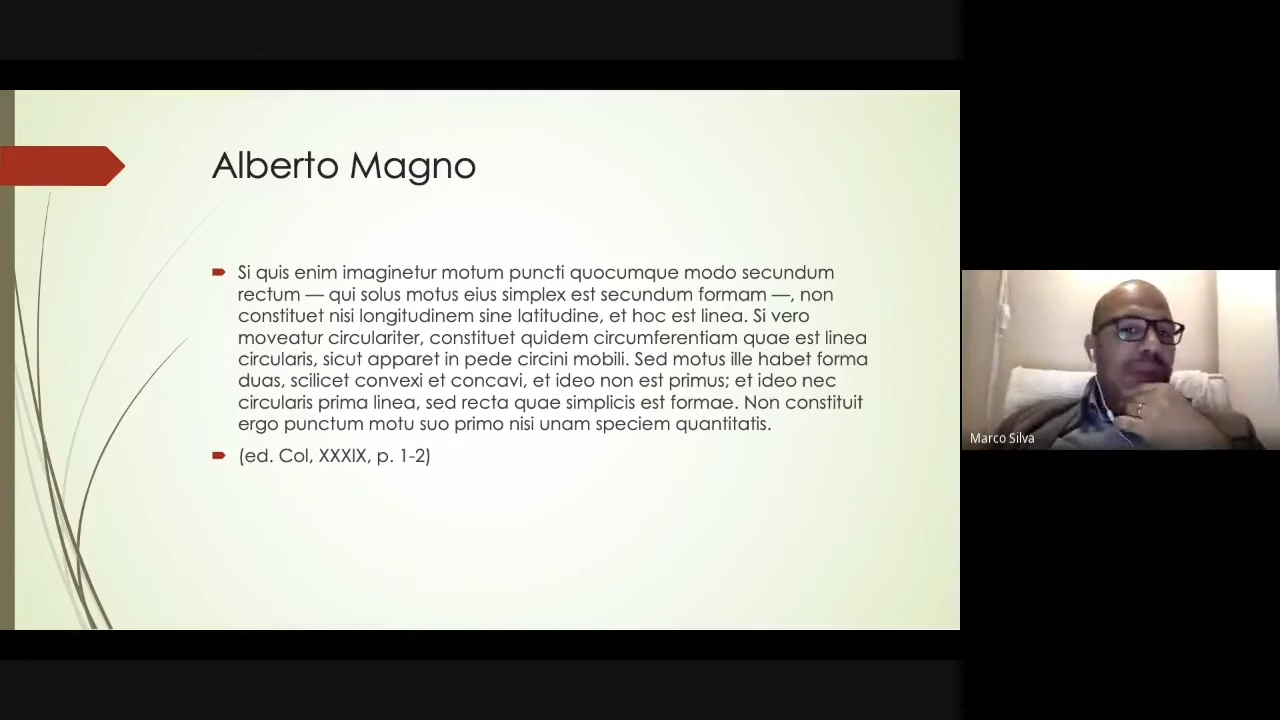 Alberto Magno
Si quis enim imaginetur motum puncti quocumque modo secundum
rectum — qui solus motus eius simplex est secundum formam —, non
constituet nisi longitudinem sine latitudine, et hoc est linea. Si vero
moveatur circulariter, constituet quidem circumferentiam quae est linea
circularis, sicut apparet in pede circini mobili. Sed motus ille habet forma
duas, scilicet convexi et concavi, et ideo non est primus; et ideo nec
circularis prima linea, sed recta quae simplicis est formae. Non constituit
ergo punctum motu suo primo nisi unam speciem quantitatis.
(ed. Col, XXXIX, p. 1-2)
Marco Silva